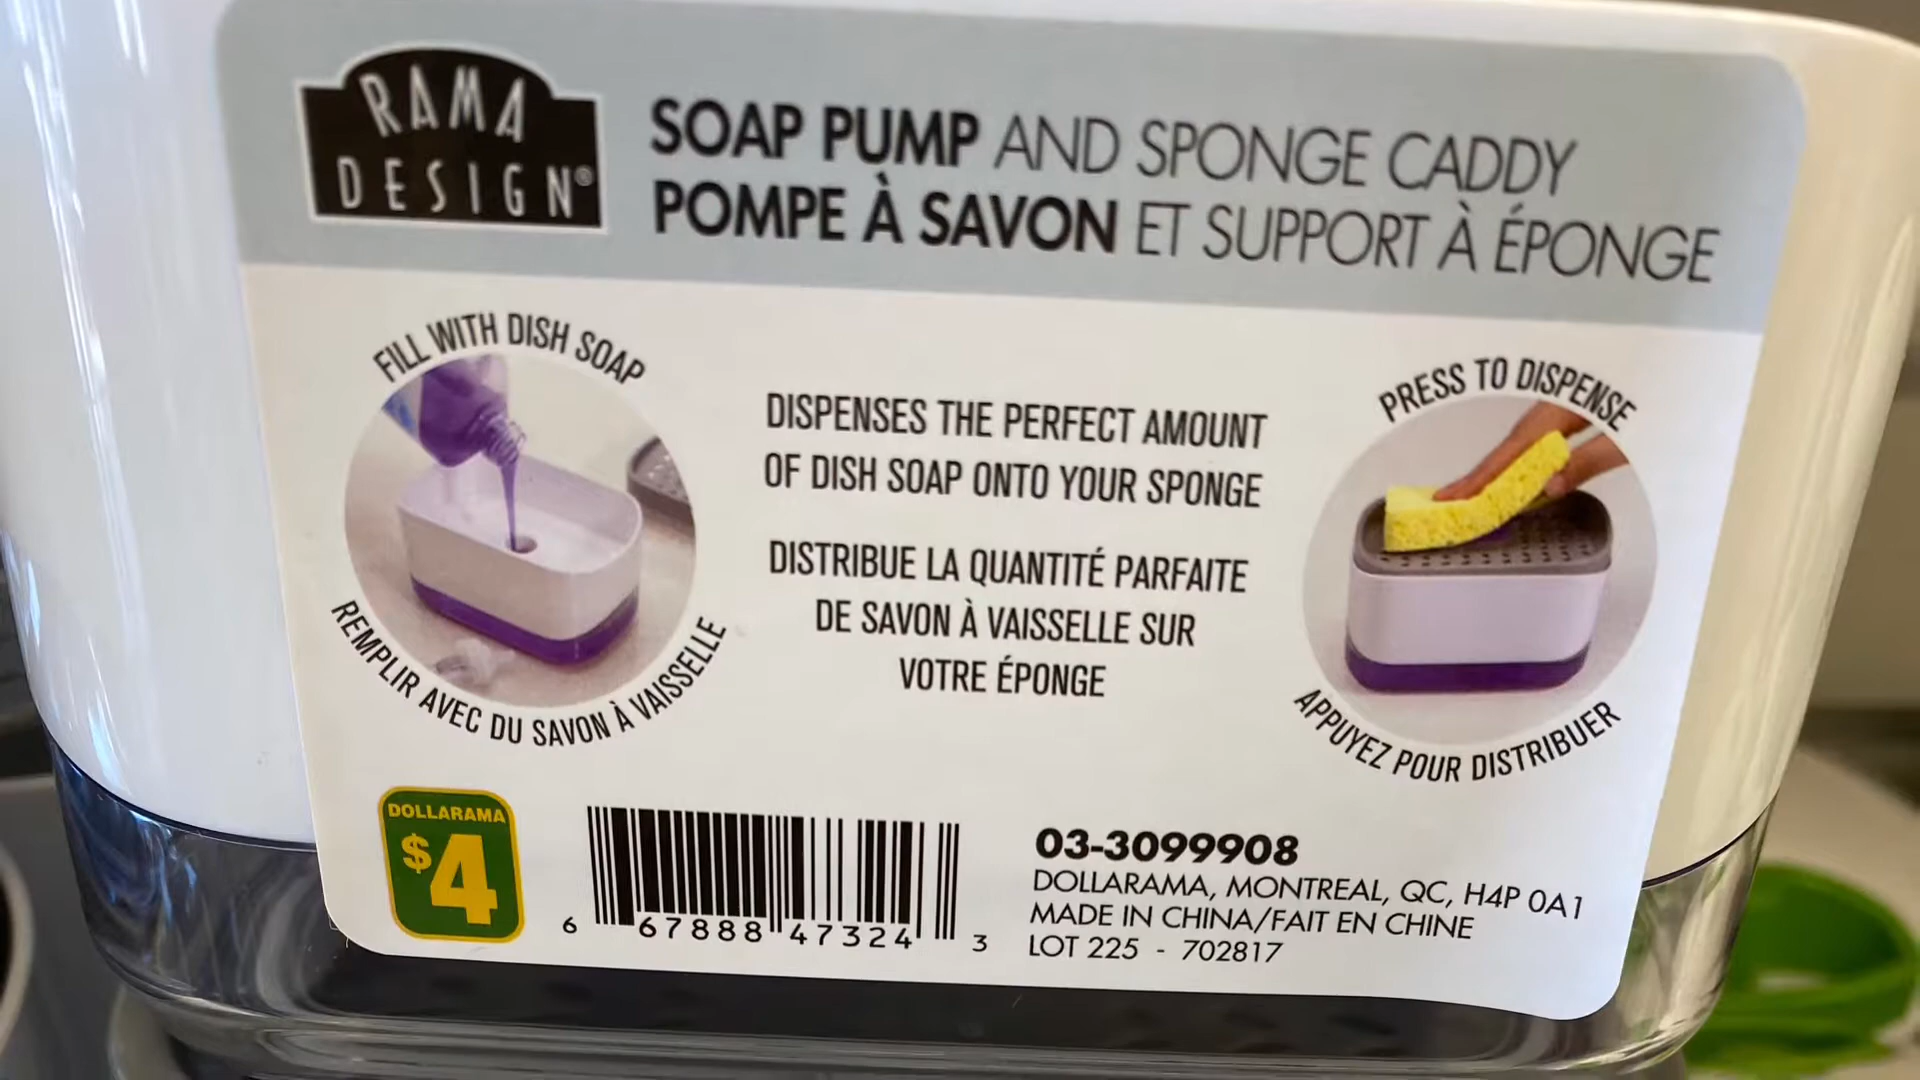 RAMA
DESIGN®
SOAP PUMP AND SPONGE CADDY
POMPE À SAVON ET SUPPORT À ÉPONGE
FILL WITH DISH SOAP
REMPLIR AVEC DU SAVON À VAISSELLE
DISPENSES THE PERFECT AMOUNT
OF DISH SOAP ONTO YOUR SPONGE
DISTRIBUE LA QUANTITÉ PARFAITE
DE SAVON À VAISSELLE SUR
VOTRE ÉPONGE
PRESS TO DISPENSE
APPUYEZ POUR DISTRIBUER
DOLLARAMA
$4
6 67888 47324 3
03-3099908
DOLLARAMA, MONTREAL, QC, H4P 0A1
MADE IN CHINA/FAIT EN CHINE
LOT 225 - 702817